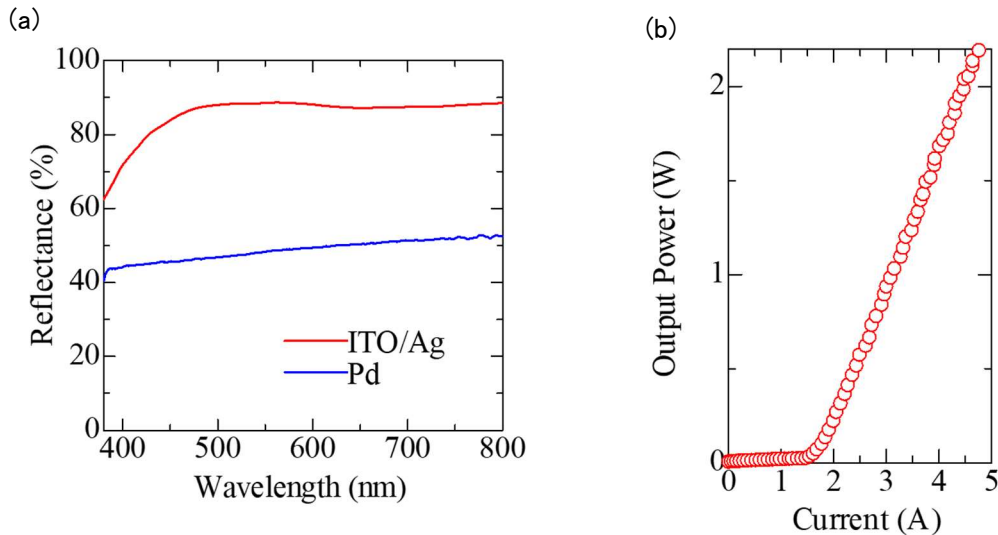 (a)
100
80
60
40
20
0
Reflectance (%)
ITO/Ag
Pd
400 500 600 700 800
Wavelength (nm)
(b)
2
1
0
Output Power (W)
0 1 2 3 4 5
Current (A)